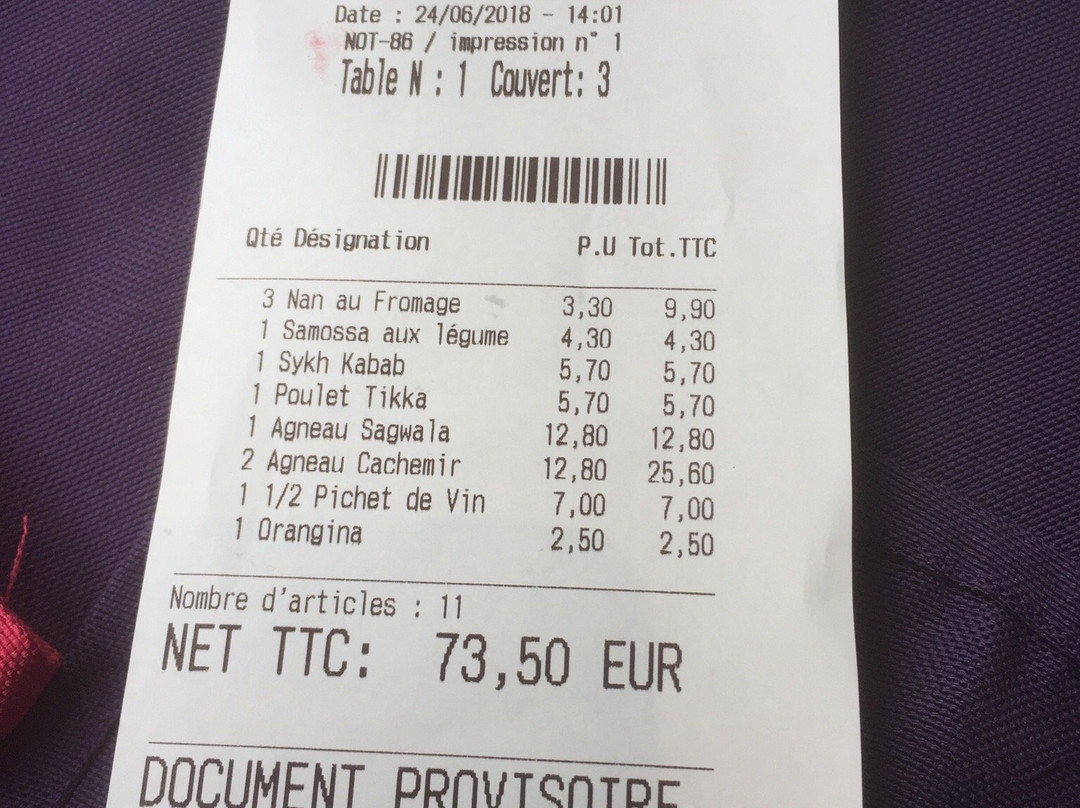 Date : 24/06/2018 - 14:01
NOT-86 / impression n° 1
Table N : 1 Couvert: 3
Qté Désignation P.U Tot.TTC
3 Nan au Fromage 3,30 9,90
1 Samossa aux légume 4,30 4,30
1 Sykh Kabab 5,70 5,70
1 Poulet Tikka 5,70 5,70
1 Agneau Sagwala 12,80 12,80
2 Agneau Cachemir 12,80 25,60
1 1/2 Pichet de Vin 7,00 7,00
1 Orangina 2,50 2,50
Nombre d'articles : 11
NET TTC: 73,50 EUR
DOCUMENT PROVISOIRE